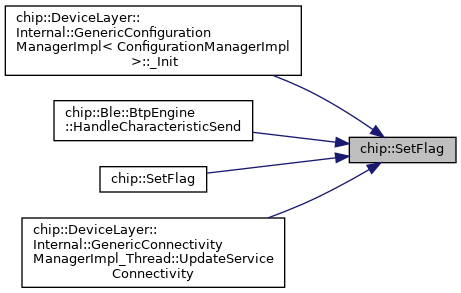 chip::DeviceLayer::
Internal::GenericConfiguration
ManagerImpl< ConfigurationManagerImpl
>::_Init
chip::Ble::BtpEngine
::HandleCharacteristicSend
chip::SetFlag
chip::SetFlag
chip::DeviceLayer::
Internal::GenericConnectivity
ManagerImpl_Thread::UpdateService
Connectivity